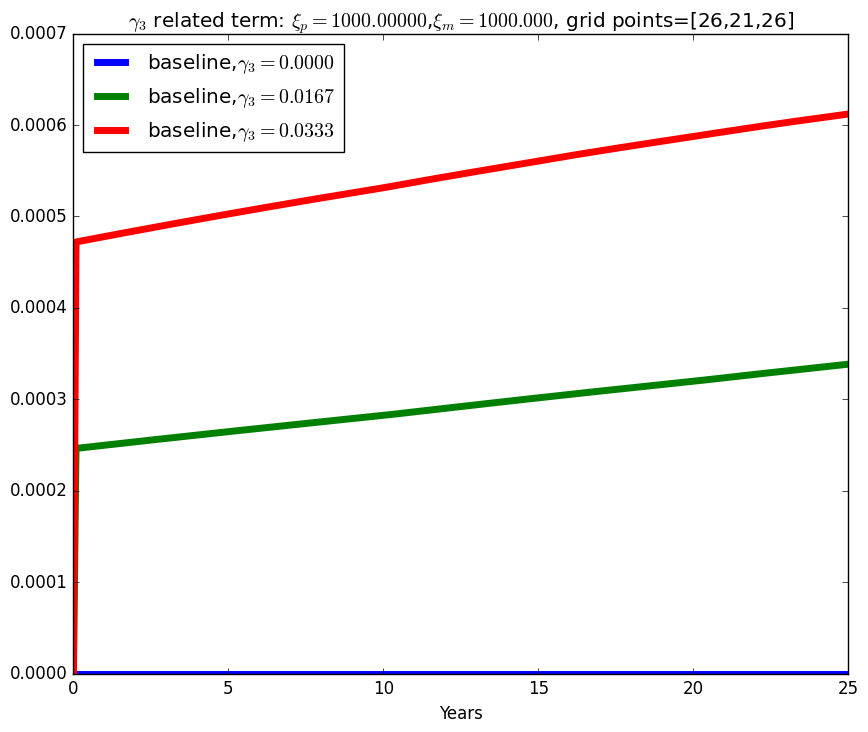 γ₃ related term: ξₚ = 1000.00000,ξₘ = 1000.000, grid points=[26,21,26]
0.0007
baseline,γ₃ = 0.0000
baseline,γ₃ = 0.0167
baseline,γ₃ = 0.0333
0.0006
0.0005
0.0004
0.0003
0.0002
0.0001
0.0000
0 5 10 15 20 25
Years